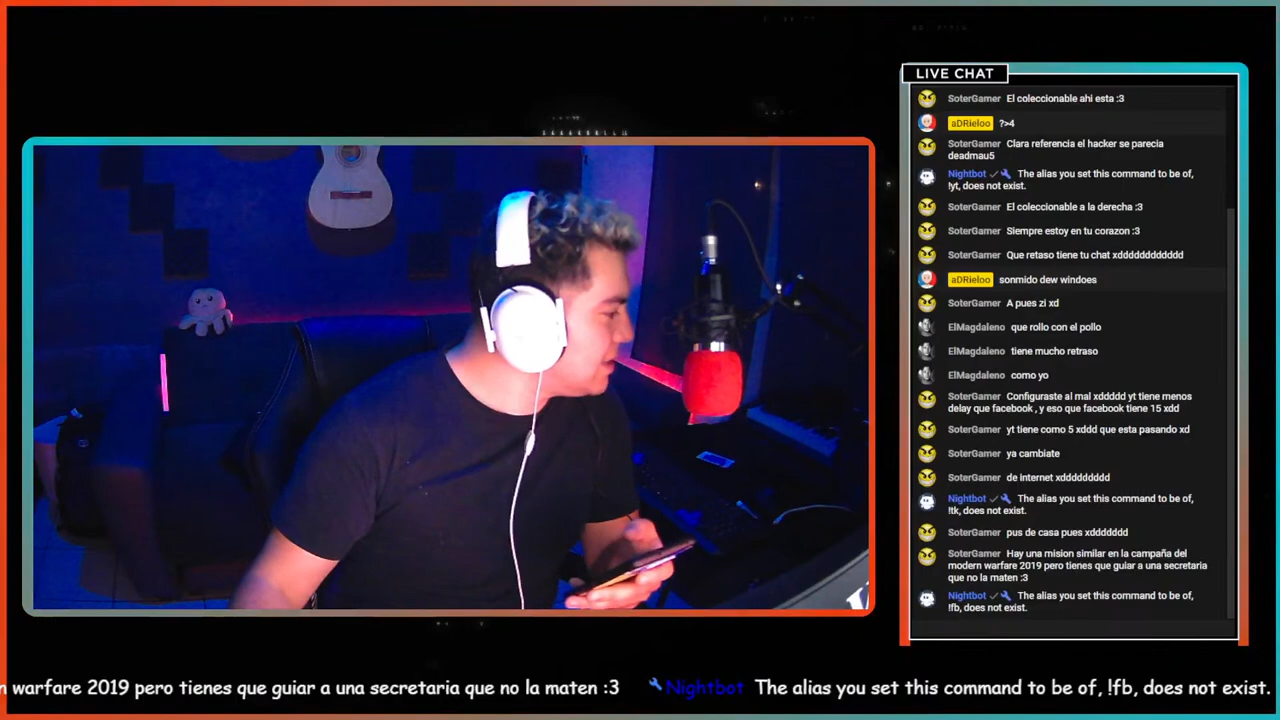 LIVE CHAT
SoterGamer El coleccionable ahi esta :3
aDRieloo ?>4
SoterGamer Clara referencia el hacker se parecia
deadmau5
Nightbot The alias you set this command to be of,
!yt, does not exist.
SoterGamer El coleccionable a la derecha :3
SoterGamer Siempre estoy en tu corazon :3
SoterGamer Que retaso tiene tu chat xdddddddddddd
aDRieloo sonmido dew windoes
SoterGamer A pues zi xd
ElMagdaleno que rollo con el pollo
ElMagdaleno tiene mucho retraso
ElMagdaleno como yo
SoterGamer Configuraste al mal xddddd yt tiene menos
delay que facebook , y eso que facebook tiene 15 xdd
SoterGamer yt tiene como 5 xddd que esta pasando xd
SoterGamer ya cambiate
SoterGamer de internet xddddddddd
Nightbot The alias you set this command to be of,
!tk, does not exist.
SoterGamer pus de casa pues xddddddd
SoterGamer Hay una mision similar en la campaña del
modern warfare 2019 pero tienes que guiar a una secretaria
que no la maten :3
Nightbot The alias you set this command to be of,
!fb, does not exist.
n warfare 2019 pero tienes que guiar a una secretaria que no la maten :3 Nightbot The alias you set this command to be of, !fb, does not exist.